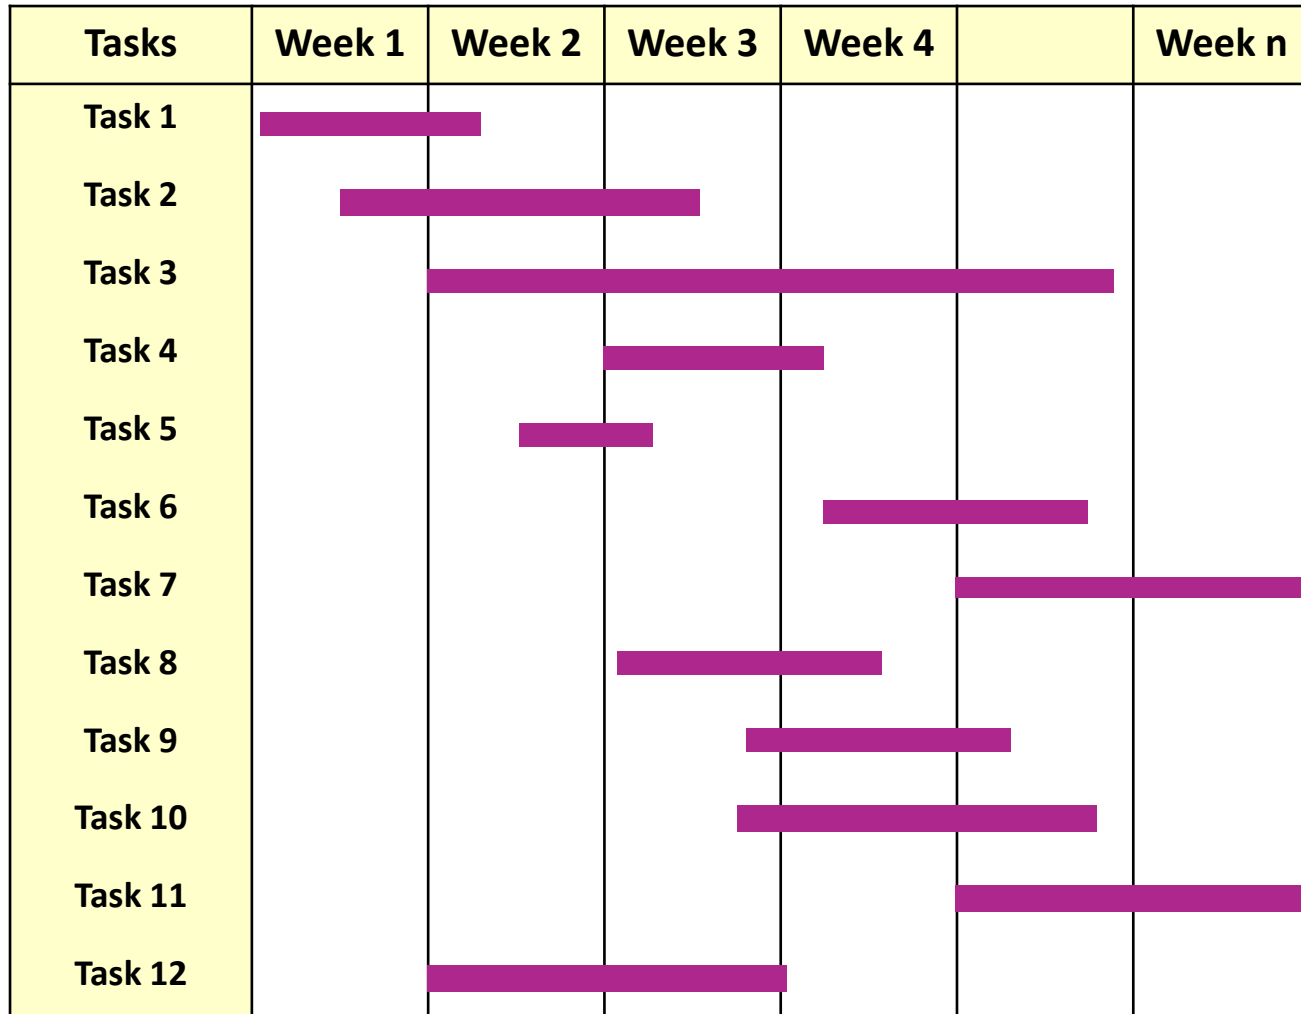 Tasks Week 1 Week 2 Week 3 Week 4 Week n
Task 1
Task 2
Task 3
Task 4
Task 5
Task 6
Task 7
Task 8
Task 9
Task 10
Task 11
Task 12